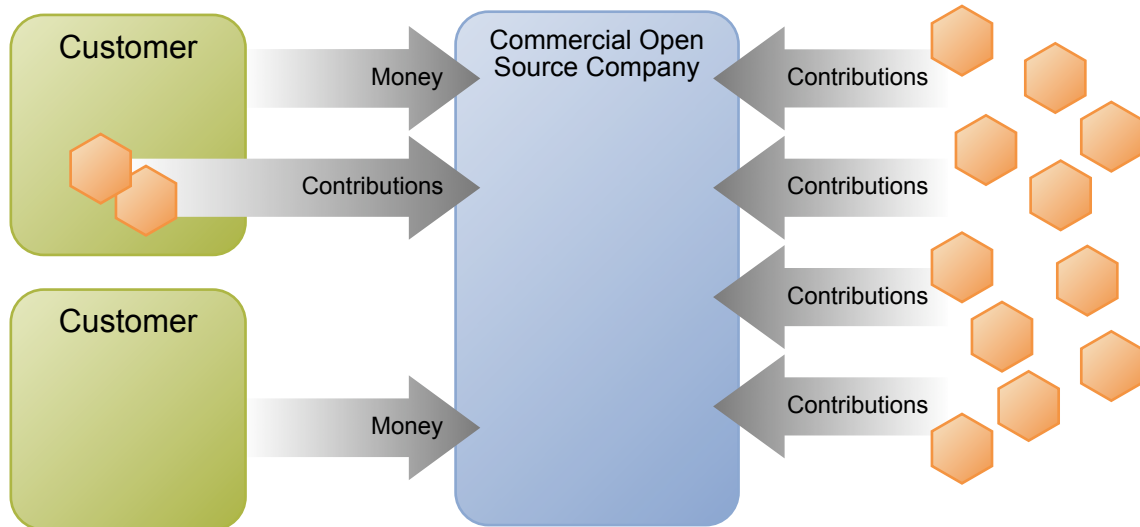 Customer
Money
Contributions
Customer
Money
Commercial Open
Source Company
Contributions
Contributions
Contributions
Contributions